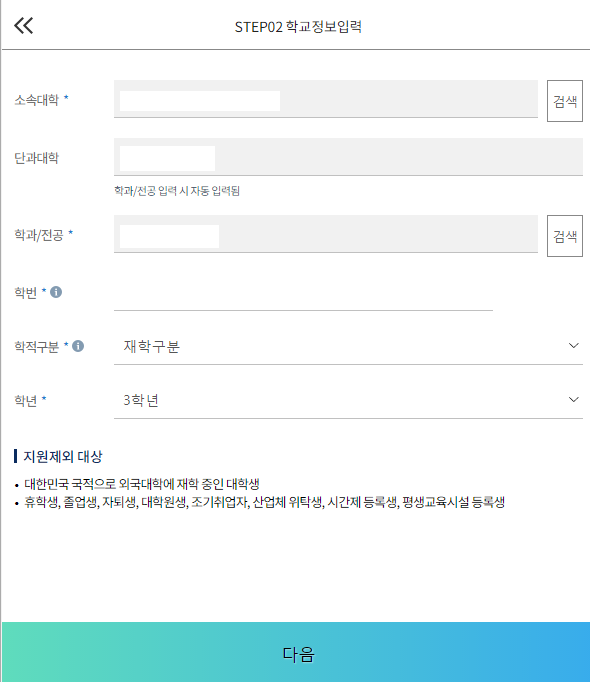 STEP02 학교정보입력
소속대학 * 검색
단과대학
학과/전공 입력 시 자동 입력됨
학과/전공 * 검색
학번 *
학적구분 * 재학구분
학년 * 3학년
지원제외 대상
• 대한민국 국적으로 외국대학에 재학 중인 대학생
• 휴학생, 졸업생, 자퇴생, 대학원생, 조기취업자, 산업체 위탁생, 시간제 등록생, 평생교육시설 등록생
다음